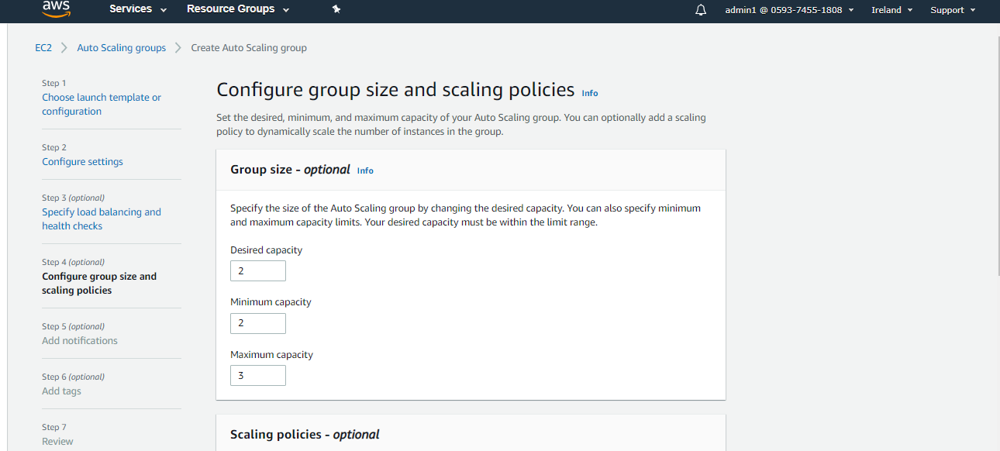 aws Services Resource Groups admin1 @ 0593-7455-1808 Ireland Support
EC2 Auto Scaling groups Create Auto Scaling group
Step 1
Choose launch template or
configuration
Step 2
Configure settings
Step 3 (optional)
Specify load balancing and
health checks
Step 4 (optional)
Configure group size and
scaling policies
Step 5 (optional)
Add notifications
Step 6 (optional)
Add tags
Step 7
Review
Configure group size and scaling policies Info
Set the desired, minimum, and maximum capacity of your Auto Scaling group. You can optionally add a scaling
policy to dynamically scale the number of instances in the group.
Group size - optional Info
Specify the size of the Auto Scaling group by changing the desired capacity. You can also specify minimum
and maximum capacity limits. Your desired capacity must be within the limit range.
Desired capacity
2
Minimum capacity
2
Maximum capacity
3
Scaling policies - optional